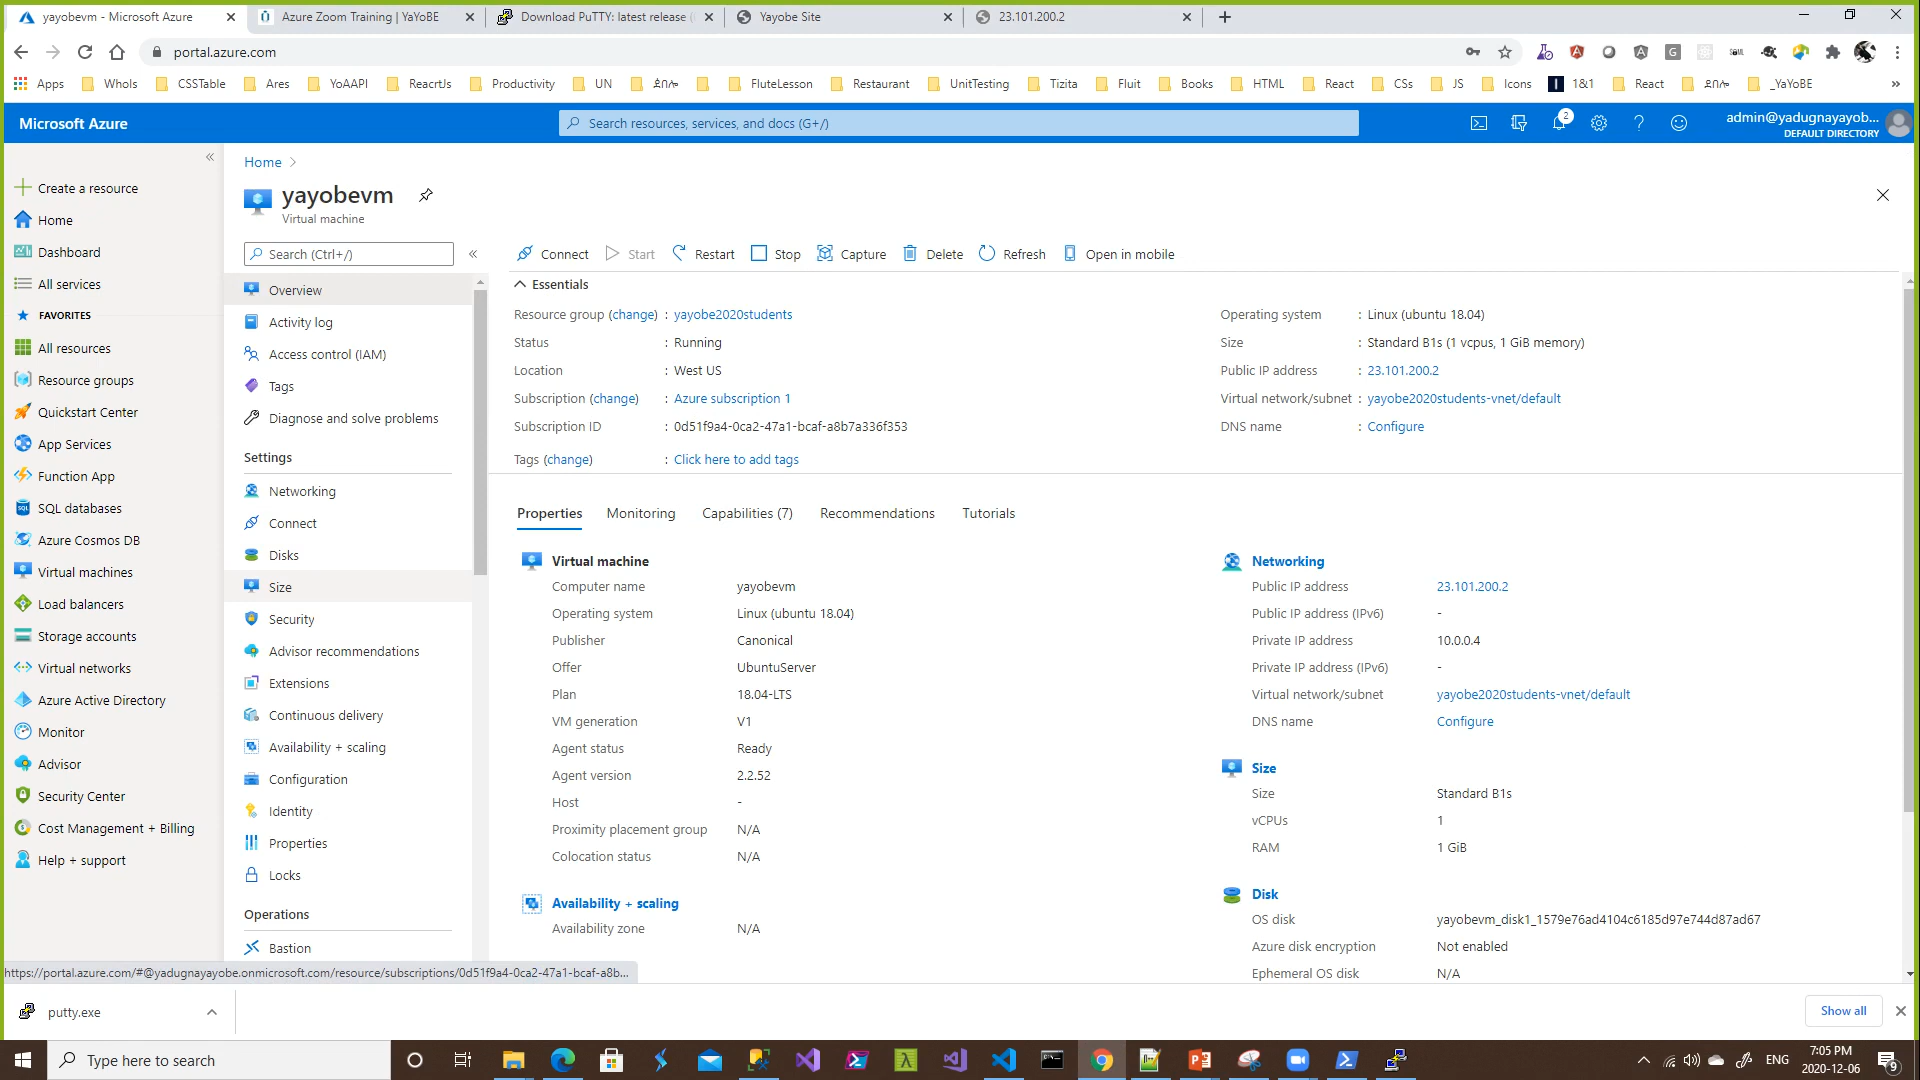 yayobevm - Microsoft Azure
Azure Zoom Training | YaYoBE
Download PuTTY: latest release (
Yayobe Site
23.101.200.2
portal.azure.com
Apps
WhoIs
CSSTable
Ares
YoAAPI
ReacrtJs
Productivity
UN
FluteLesson
Restaurant
UnitTesting
Tizita
Fluit
Books
HTML
React
CSs
JS
Icons
1&1
React
_YaYoBE
Microsoft Azure
Search resources, services, and docs (G+/)
2
admin@yadugnayayob...
DEFAULT DIRECTORY
Create a resource
Home
Dashboard
All services
FAVORITES
All resources
Resource groups
Quickstart Center
App Services
Function App
SQL databases
Azure Cosmos DB
Virtual machines
Load balancers
Storage accounts
Virtual networks
Azure Active Directory
Monitor
Advisor
Security Center
Cost Management + Billing
Help + support
Home
yayobevm
Virtual machine
Search (Ctrl+/)
Overview
Activity log
Access control (IAM)
Tags
Diagnose and solve problems
Settings
Networking
Connect
Disks
Size
Security
Advisor recommendations
Extensions
Continuous delivery
Availability + scaling
Configuration
Identity
Properties
Locks
Operations
Bastion
Connect
Start
Restart
Stop
Capture
Delete
Refresh
Open in mobile
Essentials
Resource group (change) : yayobe2020students
Status : Running
Location : West US
Subscription (change) : Azure subscription 1
Subscription ID : 0d51f9a4-0ca2-47a1-bcaf-a8b7a336f353
Tags (change) : Click here to add tags
Operating system : Linux (ubuntu 18.04)
Size : Standard B1s (1 vcpus, 1 GiB memory)
Public IP address : 23.101.200.2
Virtual network/subnet : yayobe2020students-vnet/default
DNS name : Configure
Properties
Monitoring
Capabilities (7)
Recommendations
Tutorials
Virtual machine
Computer name yayobevm
Operating system Linux (ubuntu 18.04)
Publisher Canonical
Offer UbuntuServer
Plan 18.04-LTS
VM generation V1
Agent status Ready
Agent version 2.2.52
Host -
Proximity placement group N/A
Colocation status N/A
Availability + scaling
Availability zone N/A
Networking
Public IP address 23.101.200.2
Public IP address (IPv6) -
Private IP address 10.0.0.4
Private IP address (IPv6) -
Virtual network/subnet yayobe2020students-vnet/default
DNS name Configure
Size
Size Standard B1s
vCPUs 1
RAM 1 GiB
Disk
OS disk yayobevm_disk1_1579e76ad4104c6185d97e744d87ad67
Azure disk encryption Not enabled
Ephemeral OS disk N/A
https://portal.azure.com/#@yadugnayayobe.onmicrosoft.com/resource/subscriptions/0d51f9a4-0ca2-47a1-bcaf-a8b...
putty.exe
Show all
Type here to search
ENG
7:05 PM
2020-12-06
9